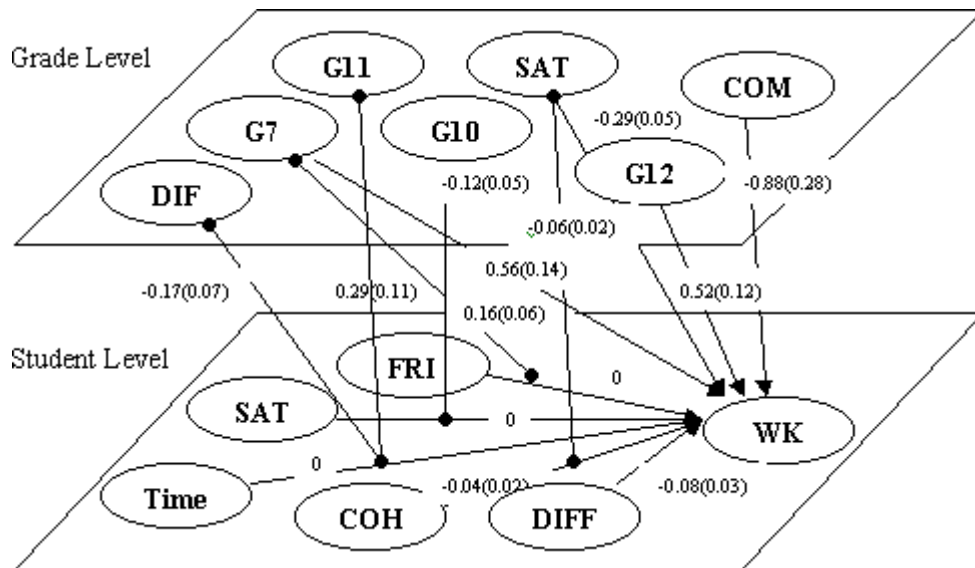 Grade Level
G11
SAT
COM
G7
G10
-0.29(0.05)
DIF
-0.12(0.05)
G12
-0.88(0.28)
-0.06(0.02)
0.56(0.14)
-0.17(0.07)
0.29(0.11)
0.52(0.12)
0.16(0.06)
Student Level
FRI
0
SAT
0
WK
0
Time
-0.04(0.02)
-0.08(0.03)
COH
DIFF